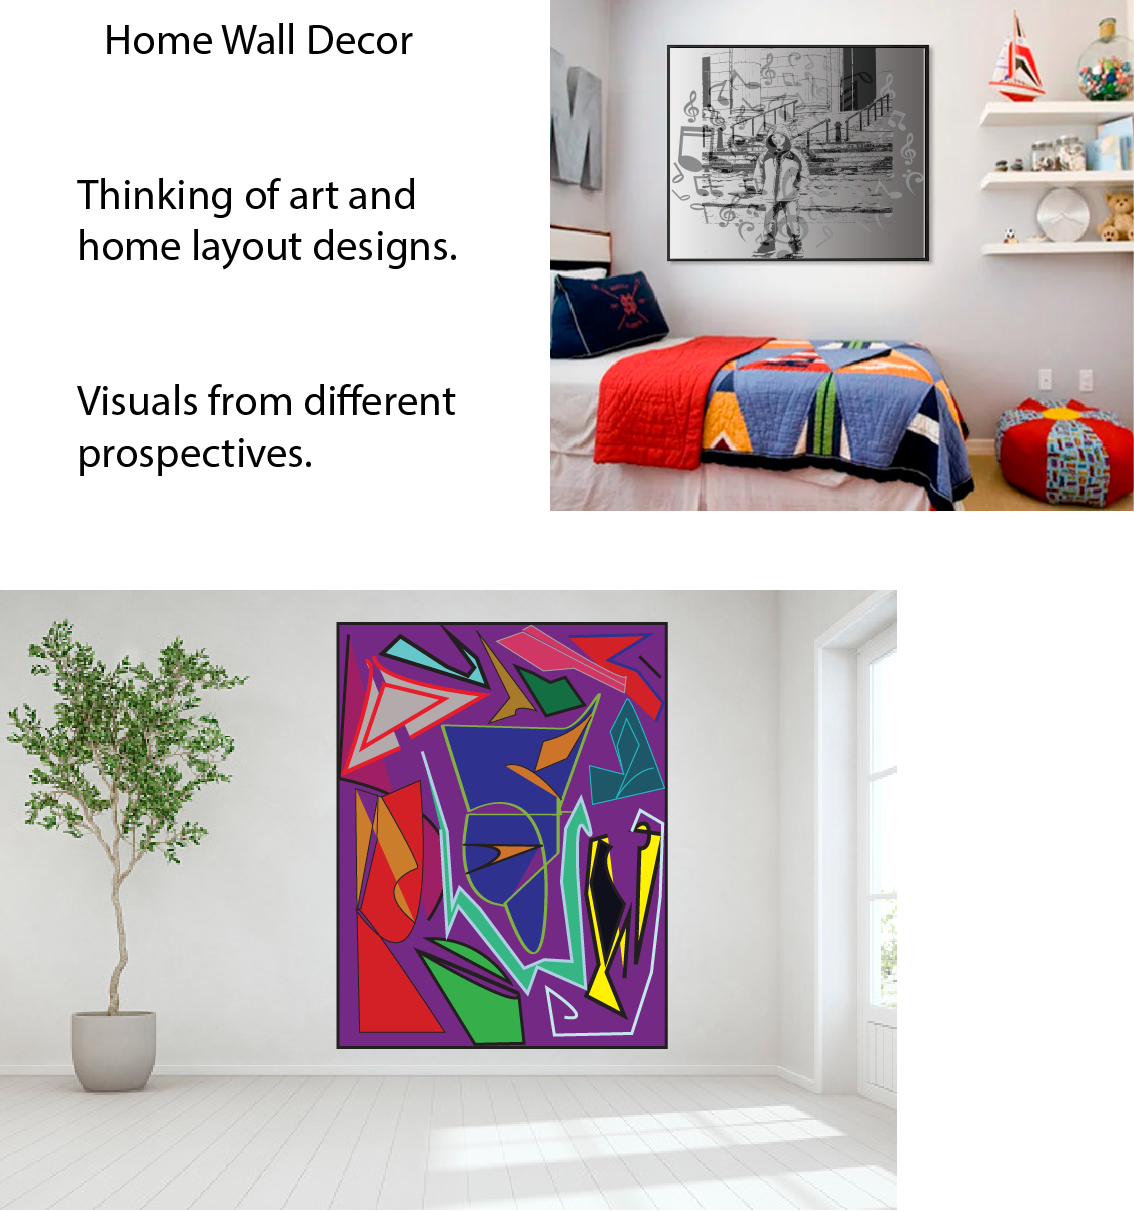 Home Wall Decor
Thinking of art and
home layout designs.
Visuals from different
prospectives.
M